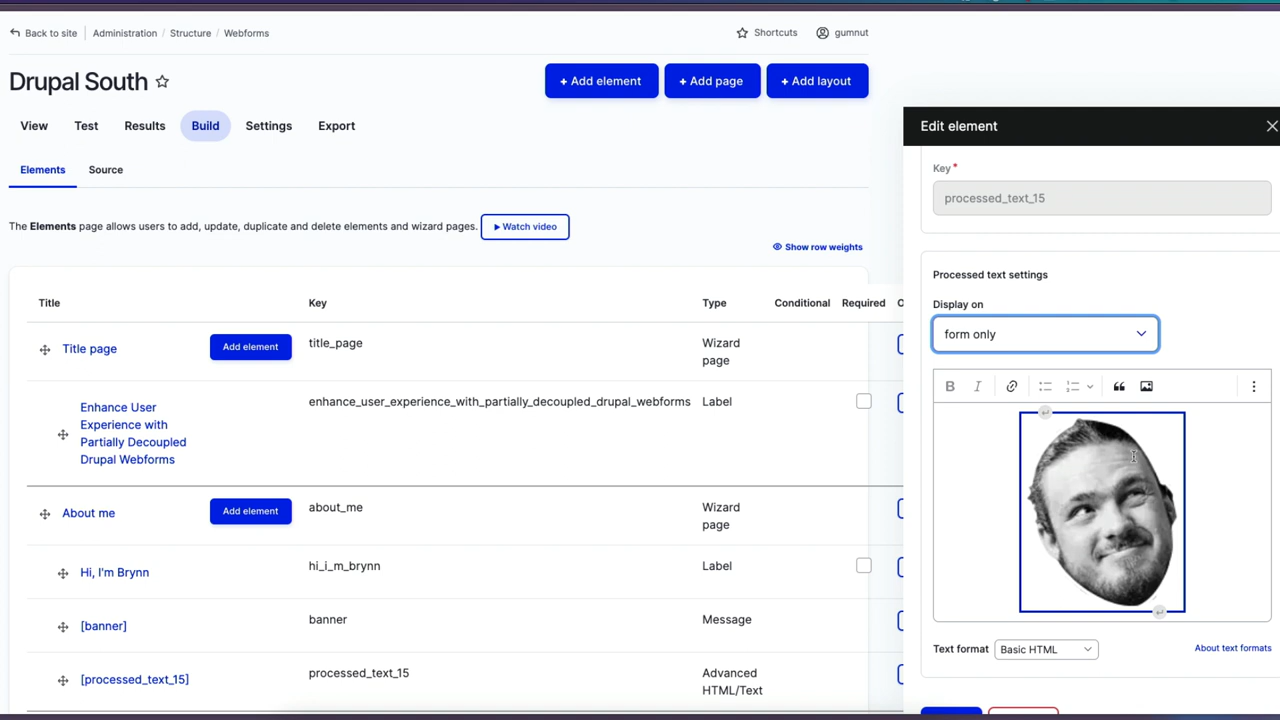 Back to site Administration / Structure / Webforms Shortcuts gumnut
Drupal South + Add element + Add page + Add layout
View Test Results Build Settings Export
Elements Source
The Elements page allows users to add, update, duplicate and delete elements and wizard pages. Watch video
Show row weights
Title Key Type Conditional Required O
Title page Add element title_page Wizard
page
Enhance User
Experience with
Partially Decoupled
Drupal Webforms
enhance_user_experience_with_partially_decoupled_drupal_webforms Label
About me Add element about_me Wizard
page
Hi, I'm Brynn hi_i_m_brynn Label
[banner] banner Message
[processed_text_15] processed_text_15 Advanced
HTML/Text
Edit element
Key *
processed_text_15
Processed text settings
Display on
form only
B I
Text format Basic HTML About text formats